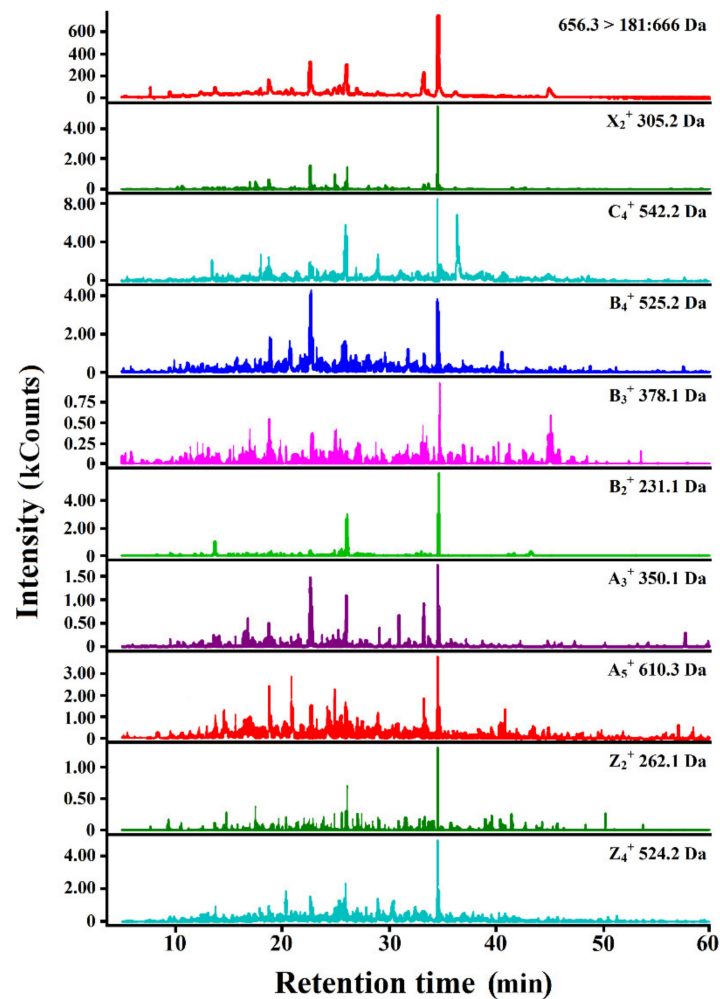 656.3 > 181:666 Da
600
400
200
0
X₂⁺ 305.2 Da
4.00
2.00
0
C₄⁺ 542.2 Da
8.00
4.00
0
B₄⁺ 525.2 Da
4.00
2.00
0
B₃⁺ 378.1 Da
0.75
0.50
0.25
0
B₂⁺ 231.1 Da
4.00
2.00
0
A₃⁺ 350.1 Da
1.50
1.00
0.50
0
A₅⁺ 610.3 Da
3.00
2.00
1.00
0
Z₂⁺ 262.1 Da
1.00
0.50
0
Z₄⁺ 524.2 Da
4.00
2.00
0
Intensity (kCounts)
10 20 30 40 50 60
Retention time (min)